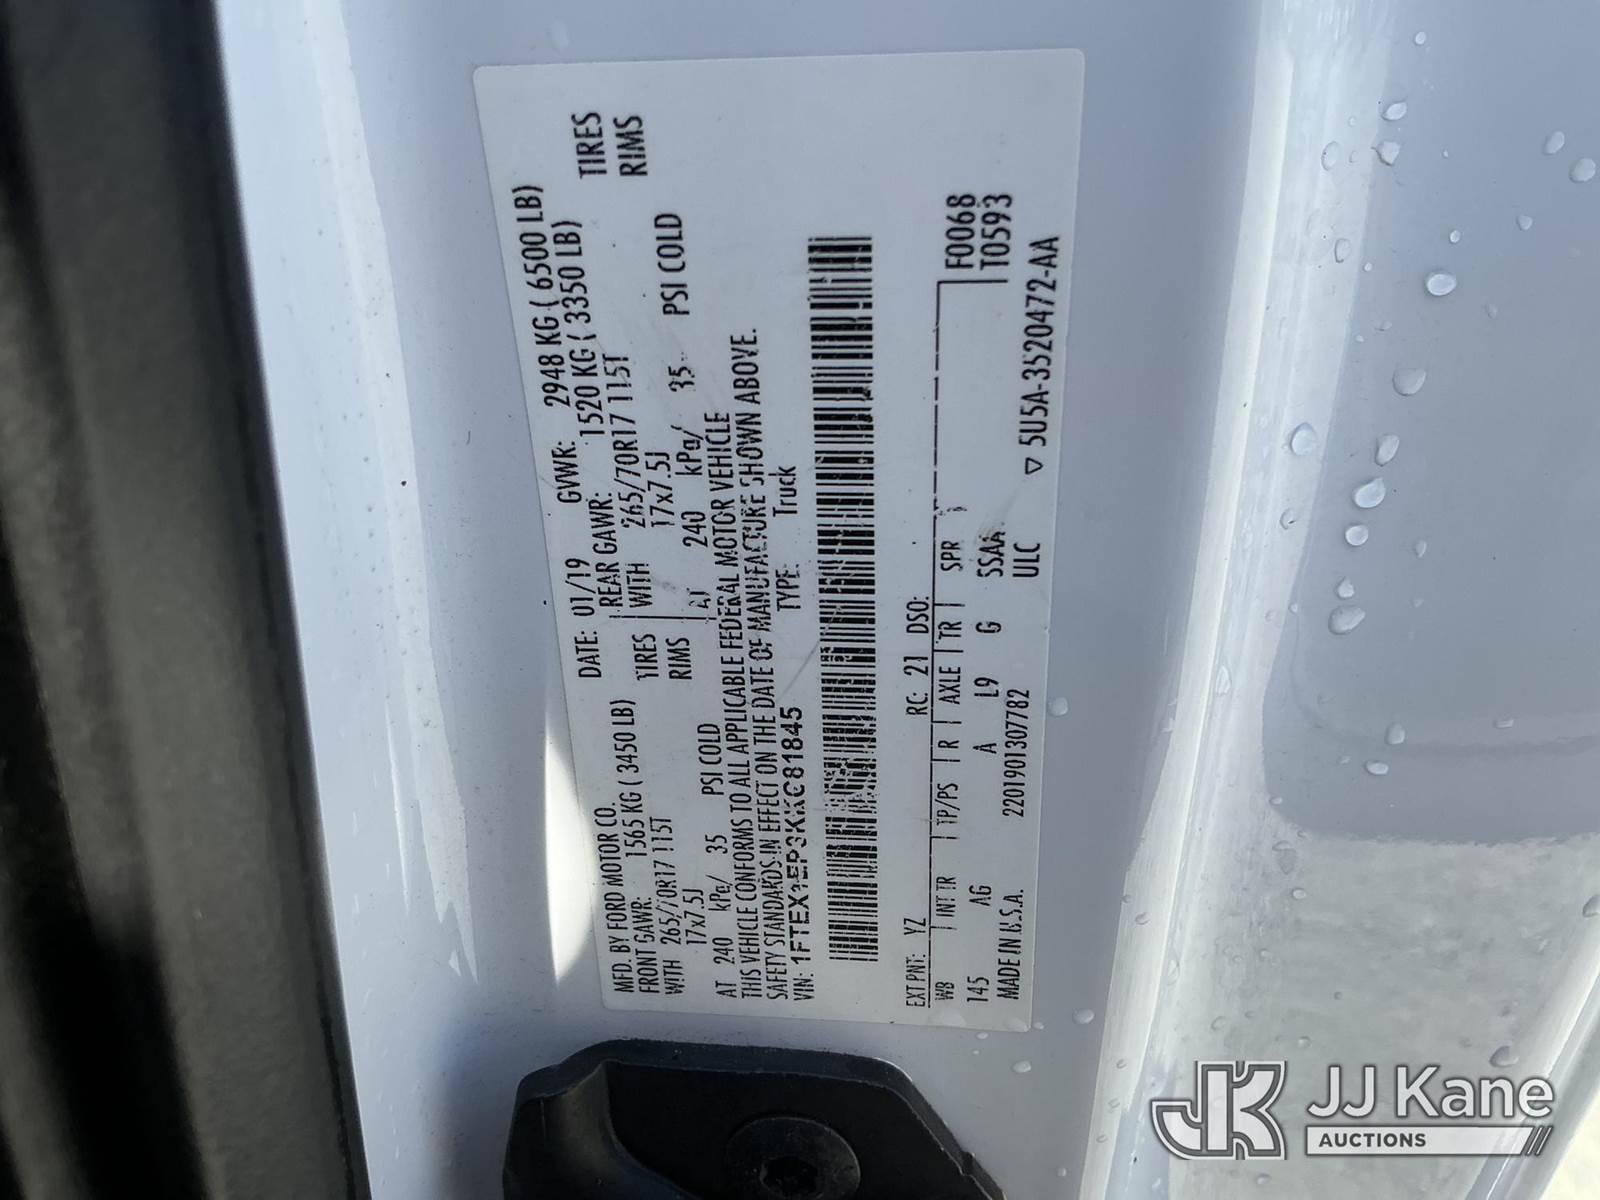 MFD. BY FORD MOTOR CO.
DATE: 01/19 GVWR: 2948 KG ( 6500 LB)
FRONT GAWR: 1565 KG ( 3450 LB) REAR GAWR: 1520 KG ( 3350 LB)
WITH 265/70R17 115T TIRES WITH 265/70R17 115T TIRES
17x7.5J RIMS 17x7.5J RIMS
AT 240 kPa/ 35 PSI COLD AT 240 kPa/ 35 PSI COLD
THIS VEHICLE CONFORMS TO ALL APPLICABLE FEDERAL MOTOR VEHICLE
SAFETY STANDARDS IN EFFECT ON THE DATE OF MANUFACTURE SHOWN ABOVE.
VIN: 1FTEX1EP3KKC81845 TYPE: Truck
EXT PNT: YZ RC: 21 DSO: F0068
WB INT TR TP/PS R AXLE TR SPR T0593
145 AG A L9 G SSAA
MADE IN U.S.A. 2201901307782 ULC ▽ 5U5A-3520472-AA
JK JJ Kane
AUCTIONS